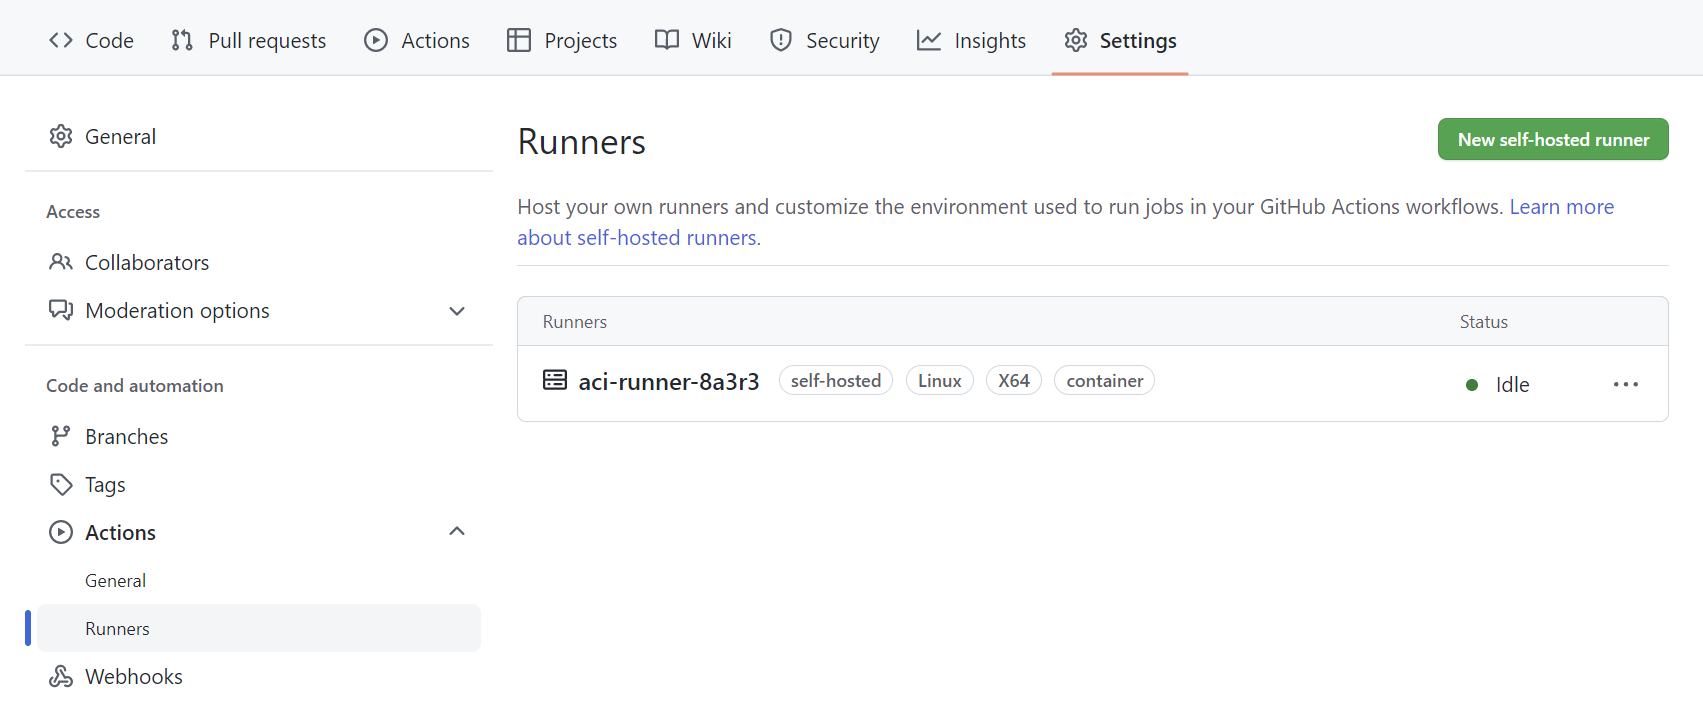 Code Pull requests Actions Projects Wiki Security Insights Settings
General
Access
Collaborators
Moderation options
Code and automation
Branches
Tags
Actions
General
Runners
Webhooks
Runners
New self-hosted runner
Host your own runners and customize the environment used to run jobs in your GitHub Actions workflows. Learn more
about self-hosted runners.
Runners Status
aci-runner-8a3r3 self-hosted Linux X64 container Idle